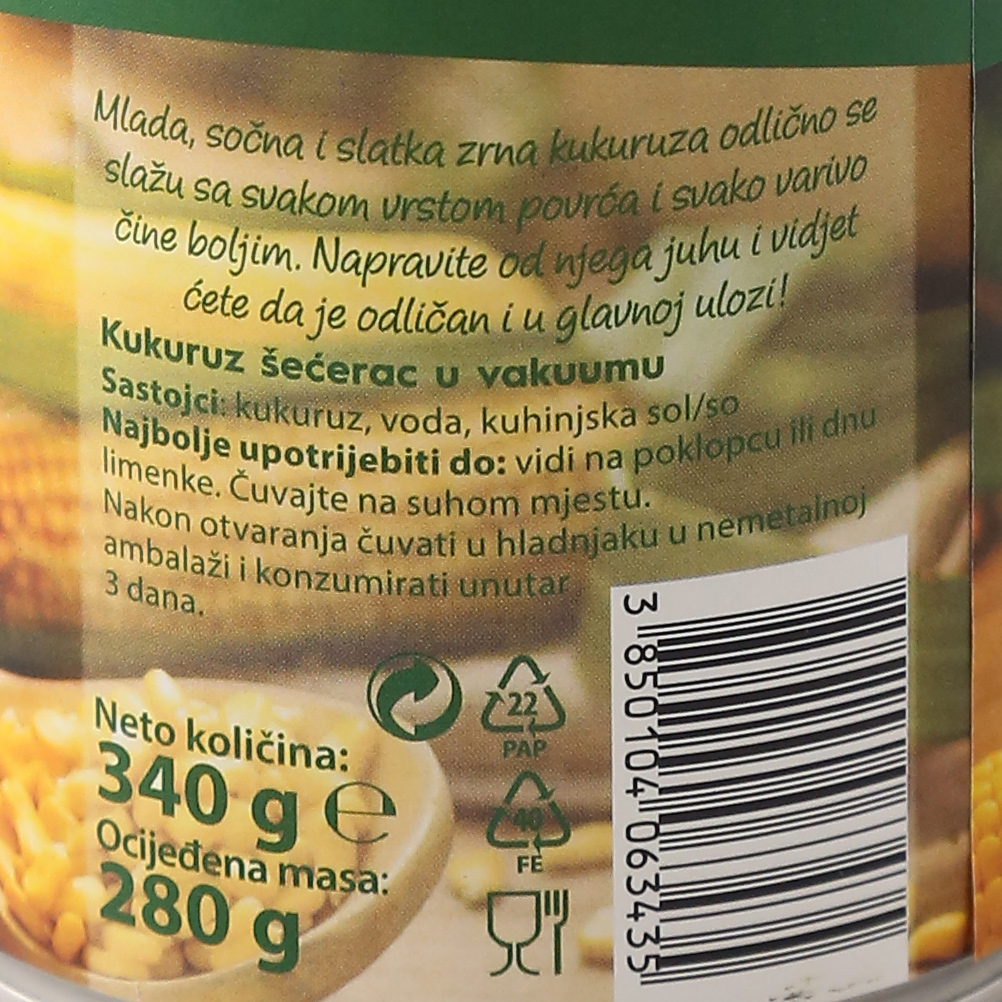 Mlada, sočna i slatka zrna kukuruza odlično se
slažu sa svakom vrstom povrća i svako varivo
čine boljim. Napravite od njega juhu i vidjet
ćete da je odličan i u glavnoj ulozi!
Kukuruz šećerac u vakuumu
Sastojci: kukuruz, voda, kuhinjska sol/so
Najbolje upotrijebiti do: vidi na poklopcu ili dnu
limenke. Čuvajte na suhom mjestu.
Nakon otvaranja čuvati u hladnjaku u nemetalnoj
ambalaži i konzumirati unutar
3 dana.
22
PAP
40
FE
Neto količina:
340 g e
Ocijeđena masa:
280 g
3 850104 063435